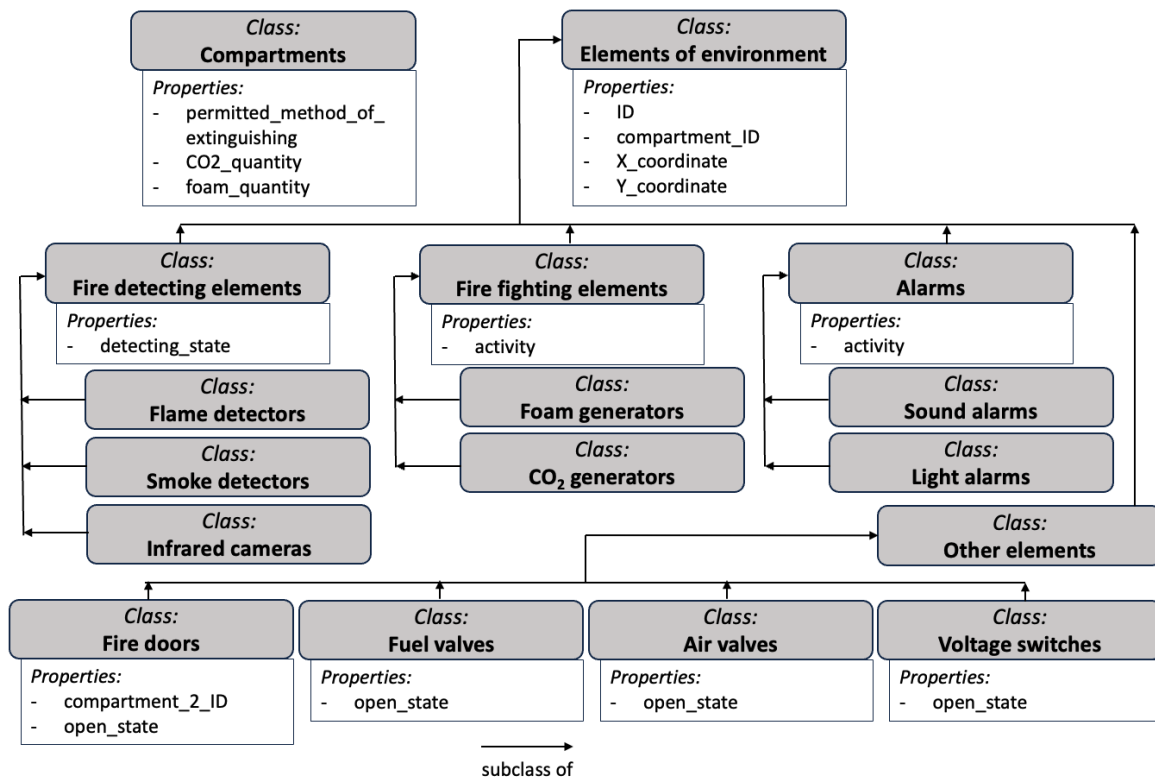 Class:
Compartments
Properties:
- permitted_method_of_
extinguishing
- CO2_quantity
- foam_quantity
Class:
Elements of environment
Properties:
- ID
- compartment_ID
- X_coordinate
- Y_coordinate
Class:
Fire detecting elements
Properties:
- detecting_state
Class:
Flame detectors
Class:
Smoke detectors
Class:
Infrared cameras
Class:
Fire fighting elements
Properties:
- activity
Class:
Foam generators
Class:
CO₂ generators
Class:
Alarms
Properties:
- activity
Class:
Sound alarms
Class:
Light alarms
Class:
Other elements
Class:
Fire doors
Properties:
- compartment_2_ID
- open_state
Class:
Fuel valves
Properties:
- open_state
Class:
Air valves
Properties:
- open_state
Class:
Voltage switches
Properties:
- open_state
subclass of